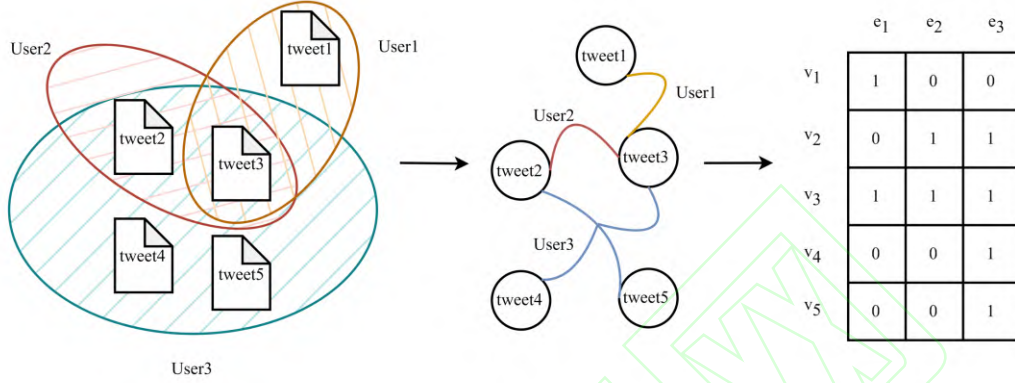 User2
User1
tweet1
tweet2
tweet3
tweet4
tweet5
User3
tweet1
User1
User2
tweet2
tweet3
User3
tweet4
tweet5
e1 e2 e3
v1 1 0 0
v2 0 1 1
v3 1 1 1
v4 0 0 1
v5 0 0 1